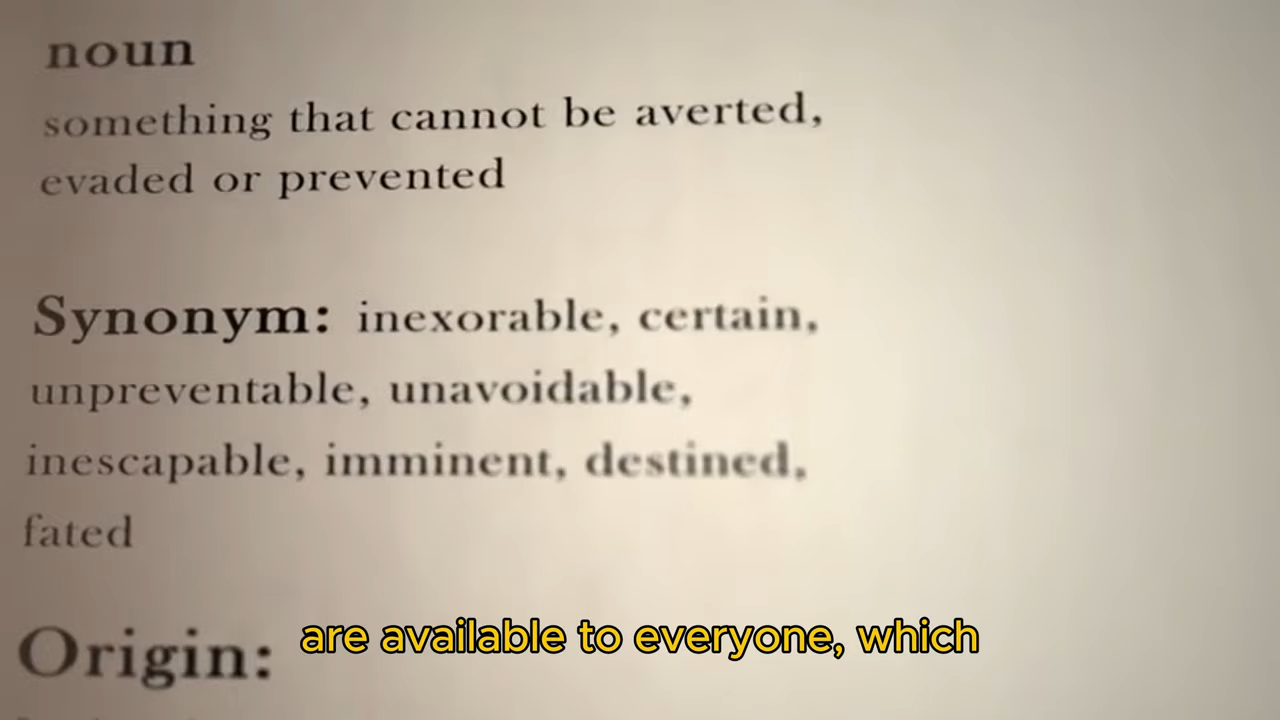 noun
something that cannot be averted,
evaded or prevented
Synonym: inexorable, certain,
unpreventable, unavoidable,
inescapable, imminent, destined,
fated
Origin:
are available to everyone, which